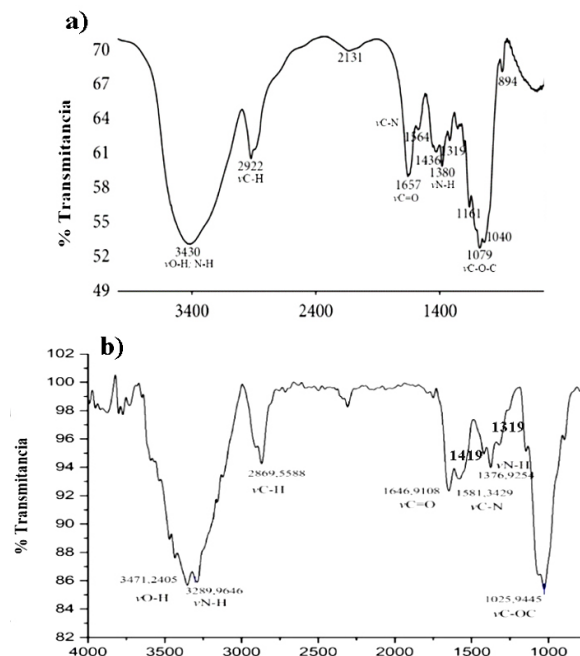 a)
% Transmitancia
70
67
64
61
58
55
52
49
2131
894
νC-N
1564
1436
1319
2922
νC-H
1380
νN-H
1657
νC=O
1161
1040
1079
νC-O-C
3430
νO-H; N-H
3400
2400
1400
b)
% Transmitancia
102
100
98
96
94
92
90
88
86
84
82
1319
1419
νN-H
2869,5588
νC-H
1376,9254
1646,9108
1581,3429
νC=O
νC-N
3471,2405
3289,9646
νO-H
νN-H
1025,9445
νC-OC
4000
3500
3000
2500
2000
1500
1000